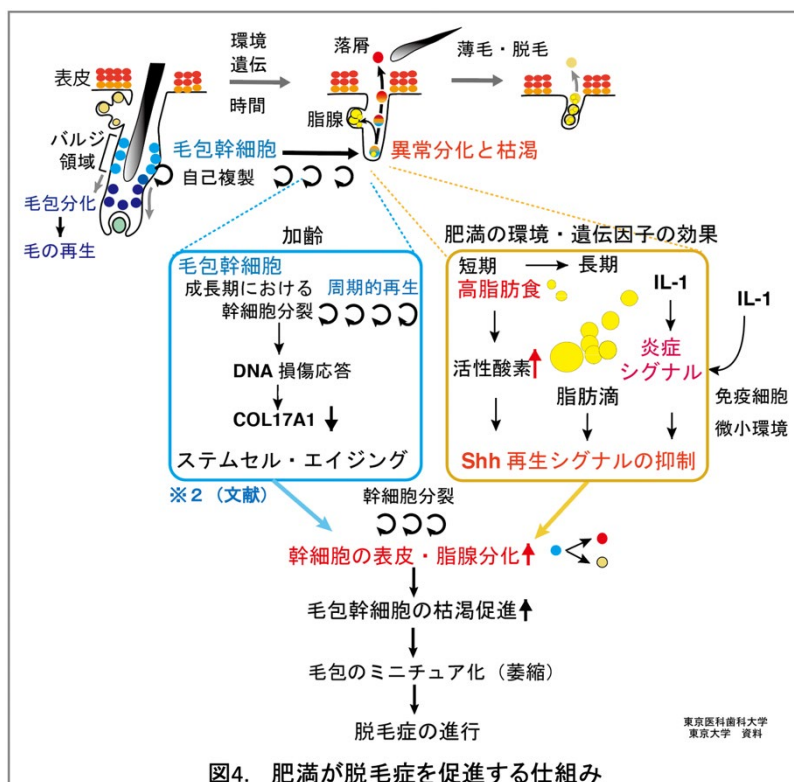 環境
遺伝
時間
落屑
薄毛・脱毛
表皮
脂腺
バルジ
領域
毛包幹細胞
異常分化と枯渇
自己複製
毛包分化
毛の再生
加齢
毛包幹細胞
成長期における
幹細胞分裂
周期的再生
DNA 損傷応答
COL17A1
ステムセル・エイジング
※2（文献）
肥満の環境・遺伝因子の効果
短期
長期
高脂肪食
活性酸素
脂肪滴
IL-1
炎症
シグナル
IL-1
免疫細胞
微小環境
Shh 再生シグナルの抑制
幹細胞分裂
幹細胞の表皮・脂腺分化
毛包幹細胞の枯渇促進
毛包のミニチュア化（萎縮）
脱毛症の進行
東京医科歯科大学
東京大学 資料
図4. 肥満が脱毛症を促進する仕組み